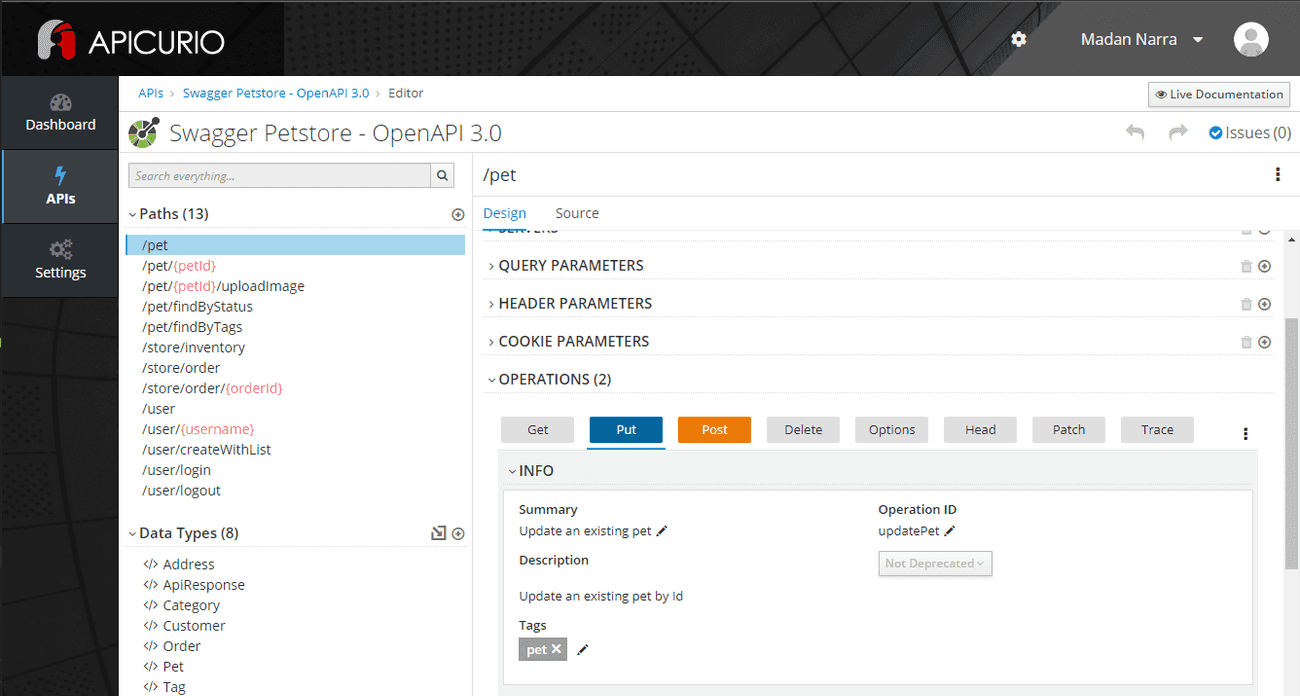 APICURIO
Madan Narra
Dashboard
APIs
Settings
APIs > Swagger Petstore - OpenAPI 3.0 > Editor
Live Documentation
Swagger Petstore - OpenAPI 3.0
Issues (0)
Search everything...
Paths (13)
/pet
/pet/{petId}
/pet/{petId}/uploadImage
/pet/findByStatus
/pet/findByTags
/store/inventory
/store/order
/store/order/{orderId}
/user
/user/{username}
/user/createWithList
/user/login
/user/logout
Data Types (8)
</> Address
</> ApiResponse
</> Category
</> Customer
</> Order
</> Pet
</> Tag
/pet
Design Source
SERVERS
QUERY PARAMETERS
HEADER PARAMETERS
COOKIE PARAMETERS
OPERATIONS (2)
Get Put Post Delete Options Head Patch Trace
INFO
Summary
Update an existing pet
Operation ID
updatePet
Not Deprecated
Description
Update an existing pet by Id
Tags
pet